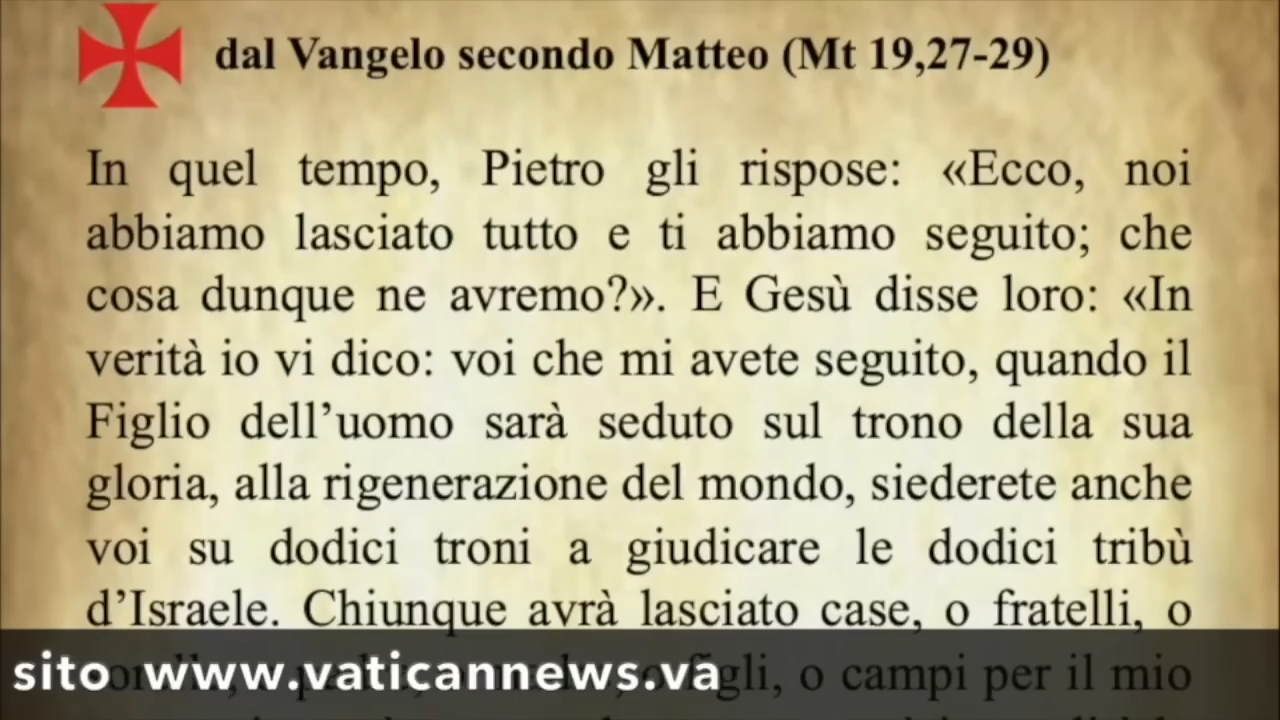 dal Vangelo secondo Matteo (Mt 19,27-29)
In quel tempo, Pietro gli rispose: «Ecco, noi
abbiamo lasciato tutto e ti abbiamo seguito; che
cosa dunque ne avremo?». E Gesù disse loro: «In
verità io vi dico: voi che mi avete seguito, quando il
Figlio dell’uomo sarà seduto sul trono della sua
gloria, alla rigenerazione del mondo, siederete anche
voi su dodici troni a giudicare le dodici tribù
d’Israele. Chiunque avrà lasciato case, o fratelli, o
figli, o campi per il mio
sito www.vaticannews.va